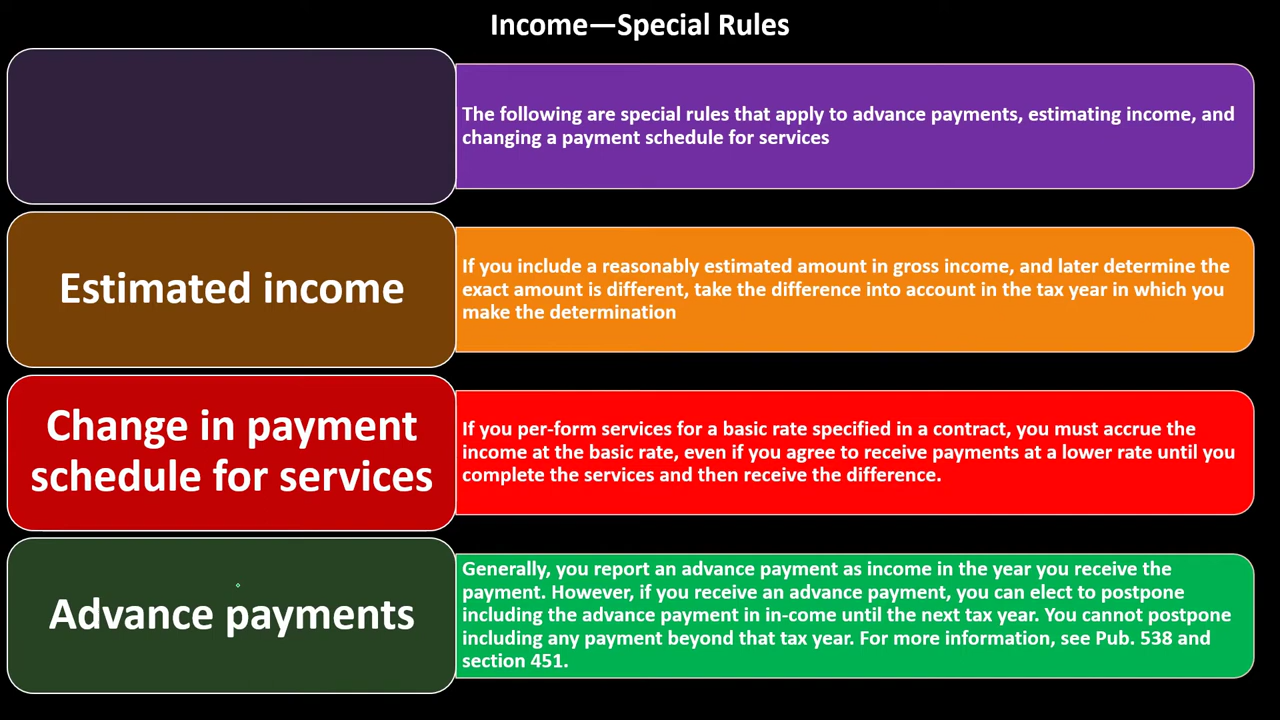 Income—Special Rules
The following are special rules that apply to advance payments, estimating income, and
changing a payment schedule for services
Estimated income
If you include a reasonably estimated amount in gross income, and later determine the
exact amount is different, take the difference into account in the tax year in which you
make the determination
Change in payment
schedule for services
If you per-form services for a basic rate specified in a contract, you must accrue the
income at the basic rate, even if you agree to receive payments at a lower rate until you
complete the services and then receive the difference.
Advance payments
Generally, you report an advance payment as income in the year you receive the
payment. However, if you receive an advance payment, you can elect to postpone
including the advance payment in in-come until the next tax year. You cannot postpone
including any payment beyond that tax year. For more information, see Pub. 538 and
section 451.